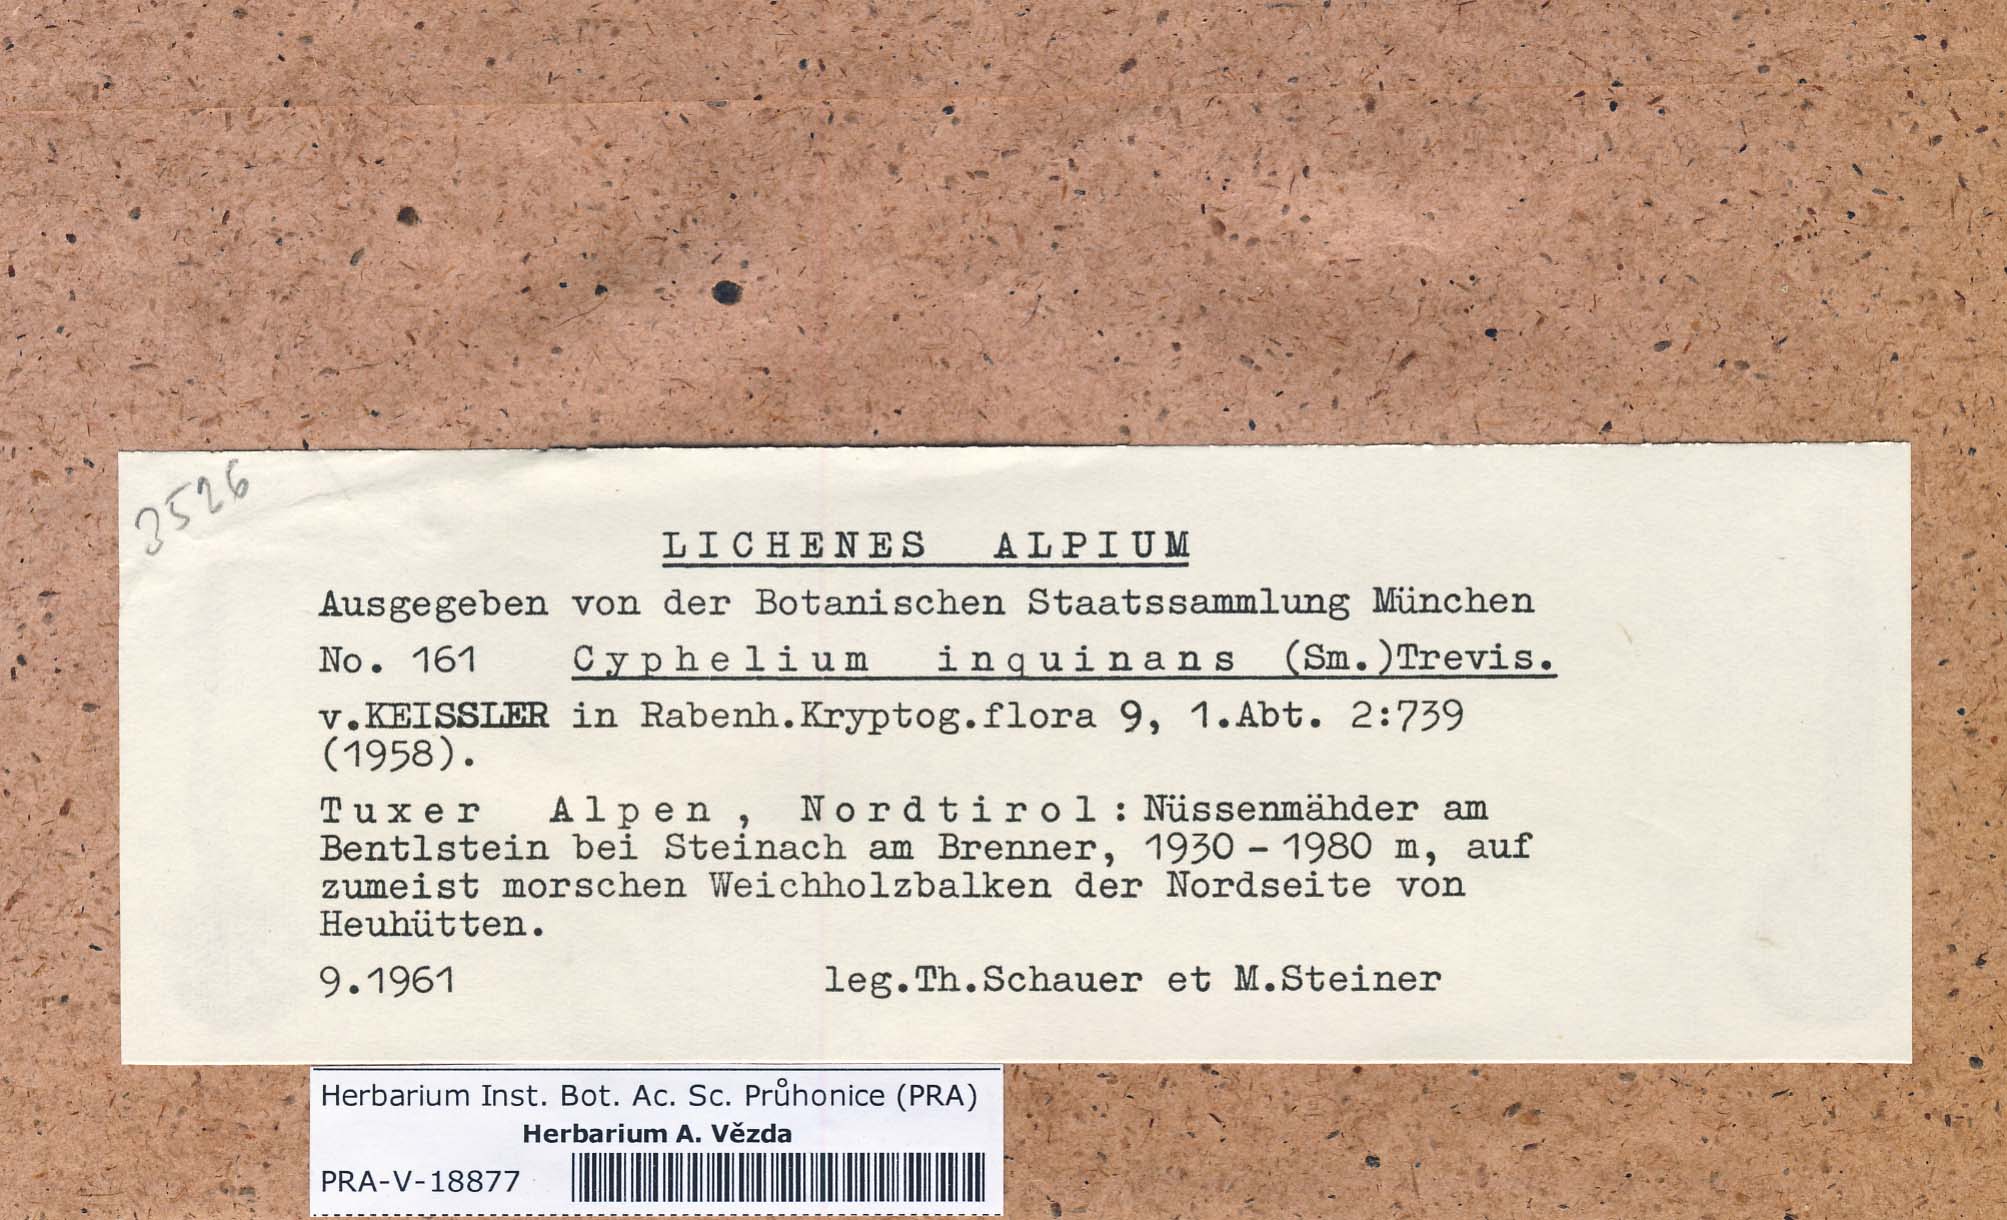 3526
LICHENES ALPIUM
Ausgegeben von der Botanischen Staatssammlung München
No. 161 Cyphelium inquinans (Sm.)Trevis.
v.KEISSLER in Rabenh.Kryptog.flora 9, 1.Abt. 2:739
(1958).
Tuxer Alpen, Nordtirol: Nüssenmähder am
Bentlstein bei Steinach am Brenner, 1930 - 1980 m, auf
zumeist morschen Weichholzbalken der Nordseite von
Heuhütten.
9.1961 leg.Th.Schauer et M.Steiner
Herbarium Inst. Bot. Ac. Sc. Průhonice (PRA)
Herbarium A. Vězda
PRA-V-18877